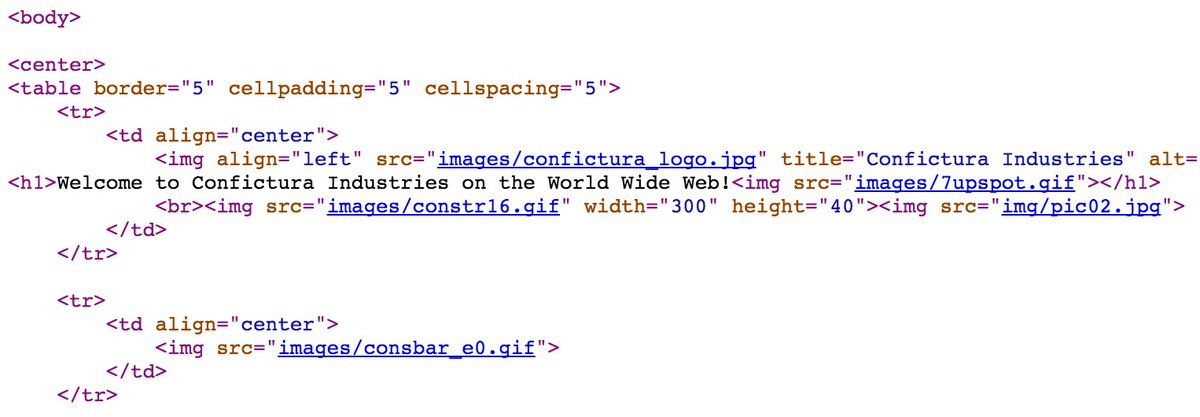 <body>
<center>
<table border="5" cellpadding="5" cellspacing="5">
<tr>
<td align="center">
<img align="left" src="images/confictura_logo.jpg" title="Confictura Industries" alt=
<h1>Welcome to Confictura Industries on the World Wide Web!<img src="images/7upspot.gif"></h1>
<br><img src="images/constr16.gif" width="300" height="40"><img src="img/pic02.jpg">
</td>
</tr>
<tr>
<td align="center">
<img src="images/consbar_e0.gif">
</td>
</tr>